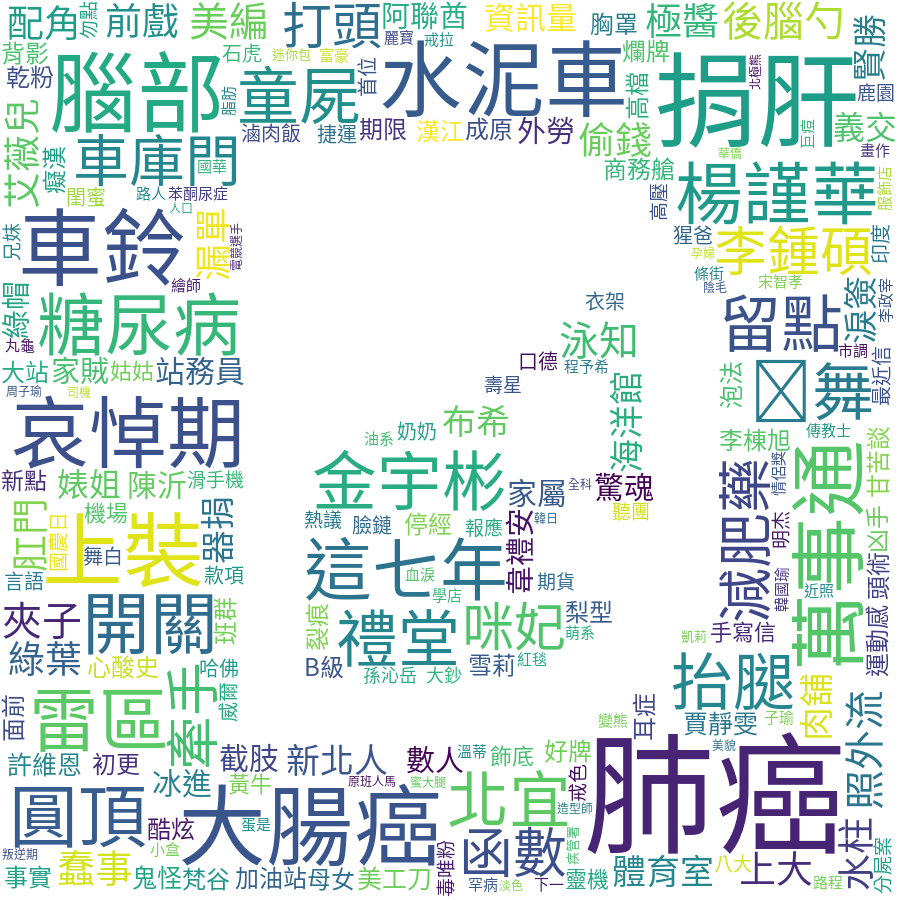 配角
勿點
前戲
美編
打頭
麗寶
阿聯酋
戒拉
資訊量
胸罩
極醬
後腦勺
賢勝
背影
乾粉
腦部
石虎
迷你包
富豪
首位
童屍
脂肪
水泥車
爛牌
高檔
捐肝
北極熊
鹿園
義交
巨痘
畫作
艾薇兒
癡漢
車庫門
國華
滷肉飯
捷運
期限
漢江
成原
外勞
偷錢
商務艙
華僑
服飾店
閨蜜
路人
苯酮尿症
人口
高壓
楊謹華
兄妹
車鈴
漏單
電競選手
猩爸
孕婦
李鍾碩
印度
繪師
條街
陰毛
宋智孝
綠帽
丸龜
糖尿病
衣架
泳知
留點
淚簽
李政宰
市調
大站
家賊
姑姑
站務員
口德
程予希
壽星
海洋館
泡法
舞
最近信
周子瑜
司機
哀悼期
油系
奶奶
布希
李棟旭
傳教士
新點
婊姐
陳沂
滑手機
金宇彬
家屬
全科
驚魂
減肥藥
情侶獎
萬事通
甘苦談
肛門
國慶日
機場
舞白
上裝
器捐
熱議
臉鏈
停經
報應
韋禮安
韓日
聽團
明杰
凶手
言語
款項
這七年
血淚
學店
期貨
韓國瑜
近照
頭術
夾子
開關
班群
裂痕
禮堂
咪妃
梨型
萌系
手寫信
運動感
綠葉
心酸史
哈佛
B級
孫沁岳
大鈔
雪莉
紅毯
凱莉
抬腿
面前
雷區
牽手
威爾
耳症
變熊
賈靜雯
子瑜
肉舖
照外流
許維恩
初更
冰進
截肢
黃牛
新北人
原班人馬
數人
蜜大腿
溫蒂
飾底
好牌
戒色
美貌
圓頂
酷炫
蛋是
大腸癌
北宜
造型師
肺癌
叛逆期
事實
蠢事
小盒
鬼怪梵谷
加油站母女
美工刀
毒唯粉
函數
罕病
淡色
下一
疾管署
靈機
體育室
八大
上大
路程
水柱
分屍案